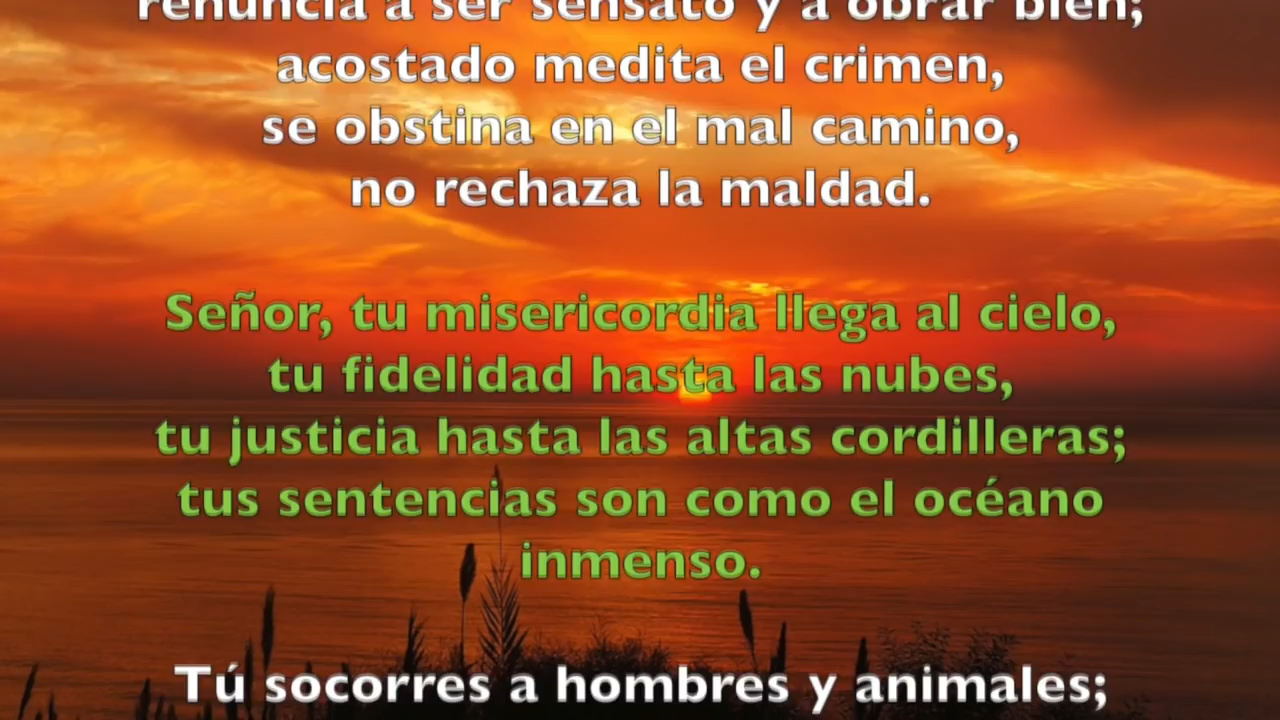 renuncia a ser sensato y a obrar bien;
acostado medita el crimen,
se obstina en el mal camino,
no rechaza la maldad.
Señor, tu misericordia llega al cielo,
tu fidelidad hasta las nubes,
tu justicia hasta las altas cordilleras;
tus sentencias son como el océano
inmenso.
Tú socorres a hombres y animales;